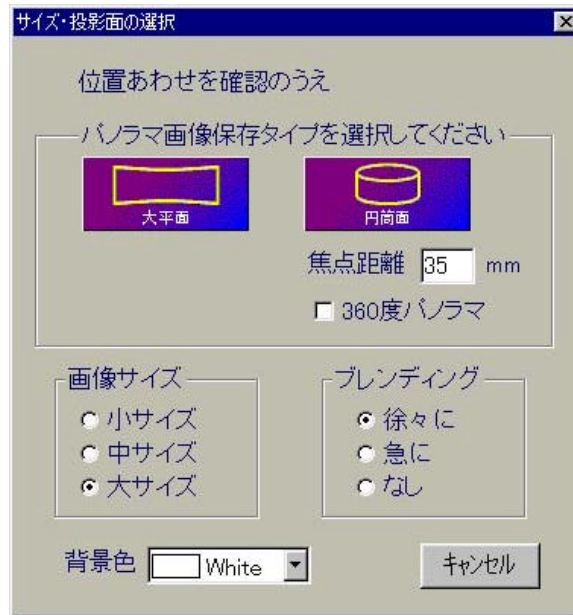 サイズ・投影面の選択
位置あわせを確認のうえ
パノラマ画像保存タイプを選択してください
大平面
円筒面
焦点距離 35 mm
360度パノラマ
画像サイズ
小サイズ
中サイズ
大サイズ
ブレンディング
徐々に
急に
なし
背景色 White
キャンセル